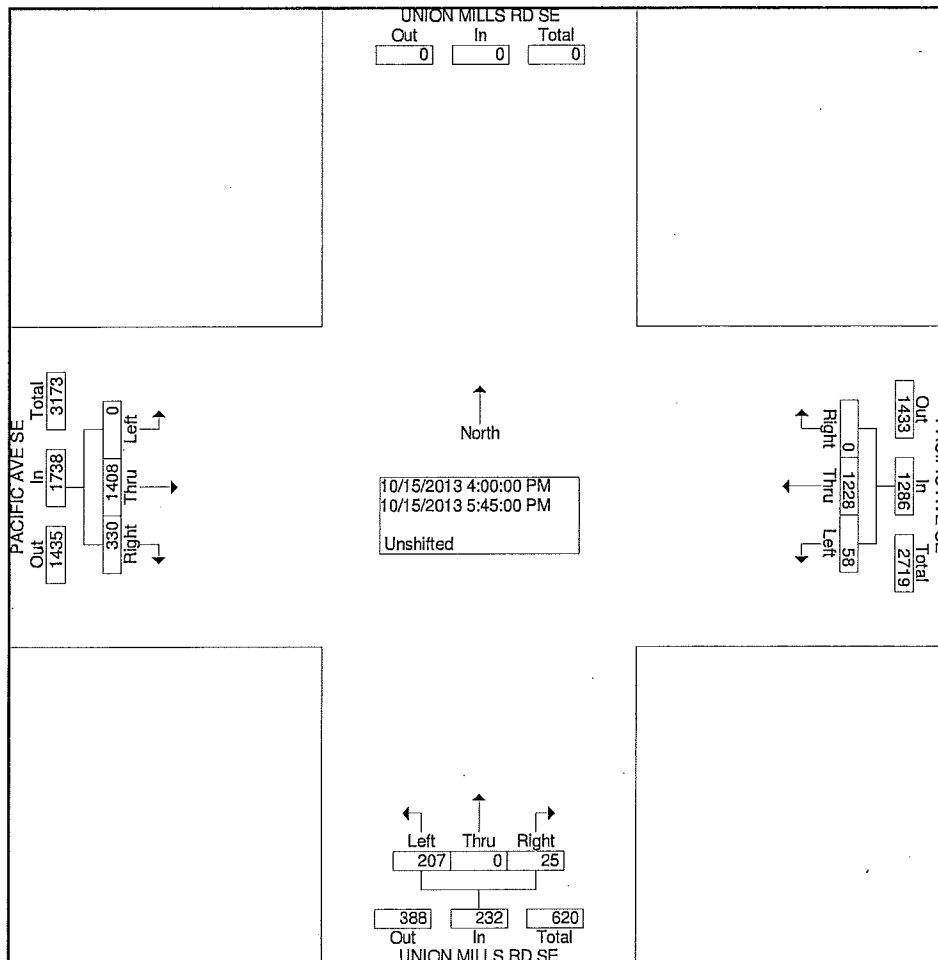 UNION MILLS RD SE
Out In Total
0 0 0
PACIFIC AVE SE
Total In Out
3173 1738 1435
0 1408 330
Left Thru Right
North
10/15/2013 4:00:00 PM
10/15/2013 5:45:00 PM
Unshifted
Right Thru Left
0 1228 58
Out In Total
1433 1286 2719
AVE SE
Left Thru Right
207 0 25
388 232 620
Out In Total
UNION MILLS RD SE